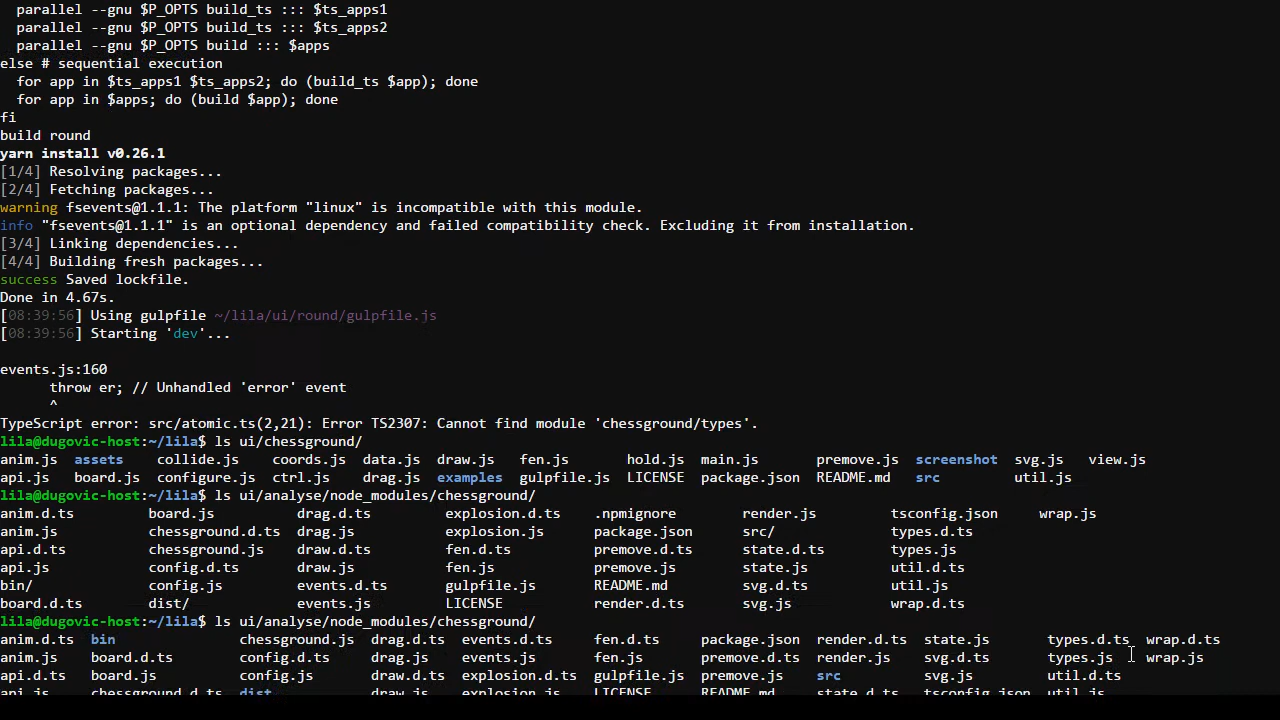 parallel --gnu $P_OPTS build_ts ::: $ts_apps1
  parallel --gnu $P_OPTS build_ts ::: $ts_apps2
  parallel --gnu $P_OPTS build ::: $apps
else # sequential execution
  for app in $ts_apps1 $ts_apps2; do (build_ts $app); done
  for app in $apps; do (build $app); done
fi
build round
yarn install v0.26.1
[1/4] Resolving packages...
[2/4] Fetching packages...
warning fsevents@1.1.1: The platform "linux" is incompatible with this module.
info "fsevents@1.1.1" is an optional dependency and failed compatibility check. Excluding it from installation.
[3/4] Linking dependencies...
[4/4] Building fresh packages...
success Saved lockfile.
Done in 4.67s.
[08:39:56] Using gulpfile ~/lila/ui/round/gulpfile.js
[08:39:56] Starting 'dev'...

events.js:160
      throw er; // Unhandled 'error' event
      ^
TypeScript error: src/atomic.ts(2,21): Error TS2307: Cannot find module 'chessground/types'.
lila@dugovic-host:~/lila$ ls ui/chessground/
anim.js  assets    collide.js    coords.js  data.js  draw.js   fen.js       hold.js  main.js       premove.js  screenshot  svg.js   view.js
api.js   board.js  configure.js  ctrl.js    drag.js  examples  gulpfile.js  LICENSE  package.json  README.md   src         util.js
lila@dugovic-host:~/lila$ ls ui/analyse/node_modules/chessground/
anim.d.ts         board.js          drag.d.ts         explosion.d.ts    .npmignore        render.js         tsconfig.json     wrap.js
anim.js           chessground.d.ts  drag.js           explosion.js      package.json      src/              types.d.ts
api.d.ts          chessground.js    draw.d.ts         fen.d.ts          premove.d.ts      state.d.ts        types.js
api.js            config.d.ts       draw.js           fen.js            premove.js        state.js          util.d.ts
bin/              config.js         events.d.ts       gulpfile.js       README.md         svg.d.ts          util.js
board.d.ts        dist/             events.js         LICENSE           render.d.ts       svg.js            wrap.d.ts
lila@dugovic-host:~/lila$ ls ui/analyse/node_modules/chessground/
anim.d.ts  bin               chessground.js  drag.d.ts  events.d.ts     fen.d.ts     package.json  render.d.ts  state.js       types.d.ts  wrap.d.ts
anim.js    board.d.ts        config.d.ts     drag.js    events.js       fen.js       premove.d.ts  render.js    svg.d.ts       types.js    wrap.js
api.d.ts   board.js          config.js       draw.d.ts  explosion.d.ts  gulpfile.js  premove.js    src          svg.js         util.d.ts
api.js     chessground.d.ts  dist            draw.js    explosion.js    LICENSE      README.md     state.d.ts   tsconfig.json  util.js